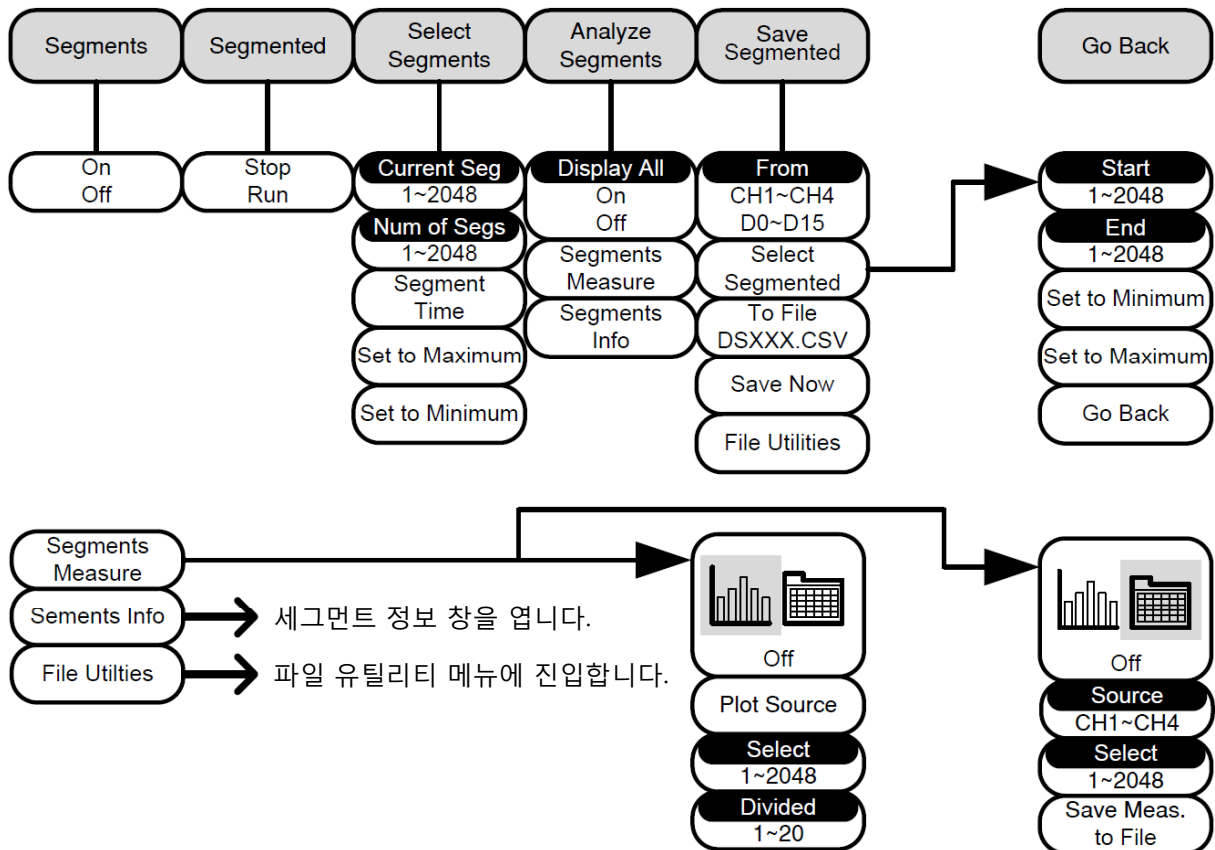 Segments
Segmented
Select
Segments
Analyze
Segments
Save
Segmented
Go Back
On
Off
Stop
Run
Current Seg
1~2048
Num of Segs
1~2048
Segment
Time
Set to Maximum
Set to Minimum
Display All
On
Off
Segments
Measure
Segments
Info
From
CH1~CH4
D0~D15
Select
Segmented
To File
DSXXX.CSV
Save Now
File Utilities
Start
1~2048
End
1~2048
Set to Minimum
Set to Maximum
Go Back
Segments
Measure
Sements Info
세그먼트 정보 창을 엽니다.
File Utilties
파일 유틸리티 메뉴에 진입합니다.
Off
Plot Source
Select
1~2048
Divided
1~20
Off
Source
CH1~CH4
Select
1~2048
Save Meas.
to File